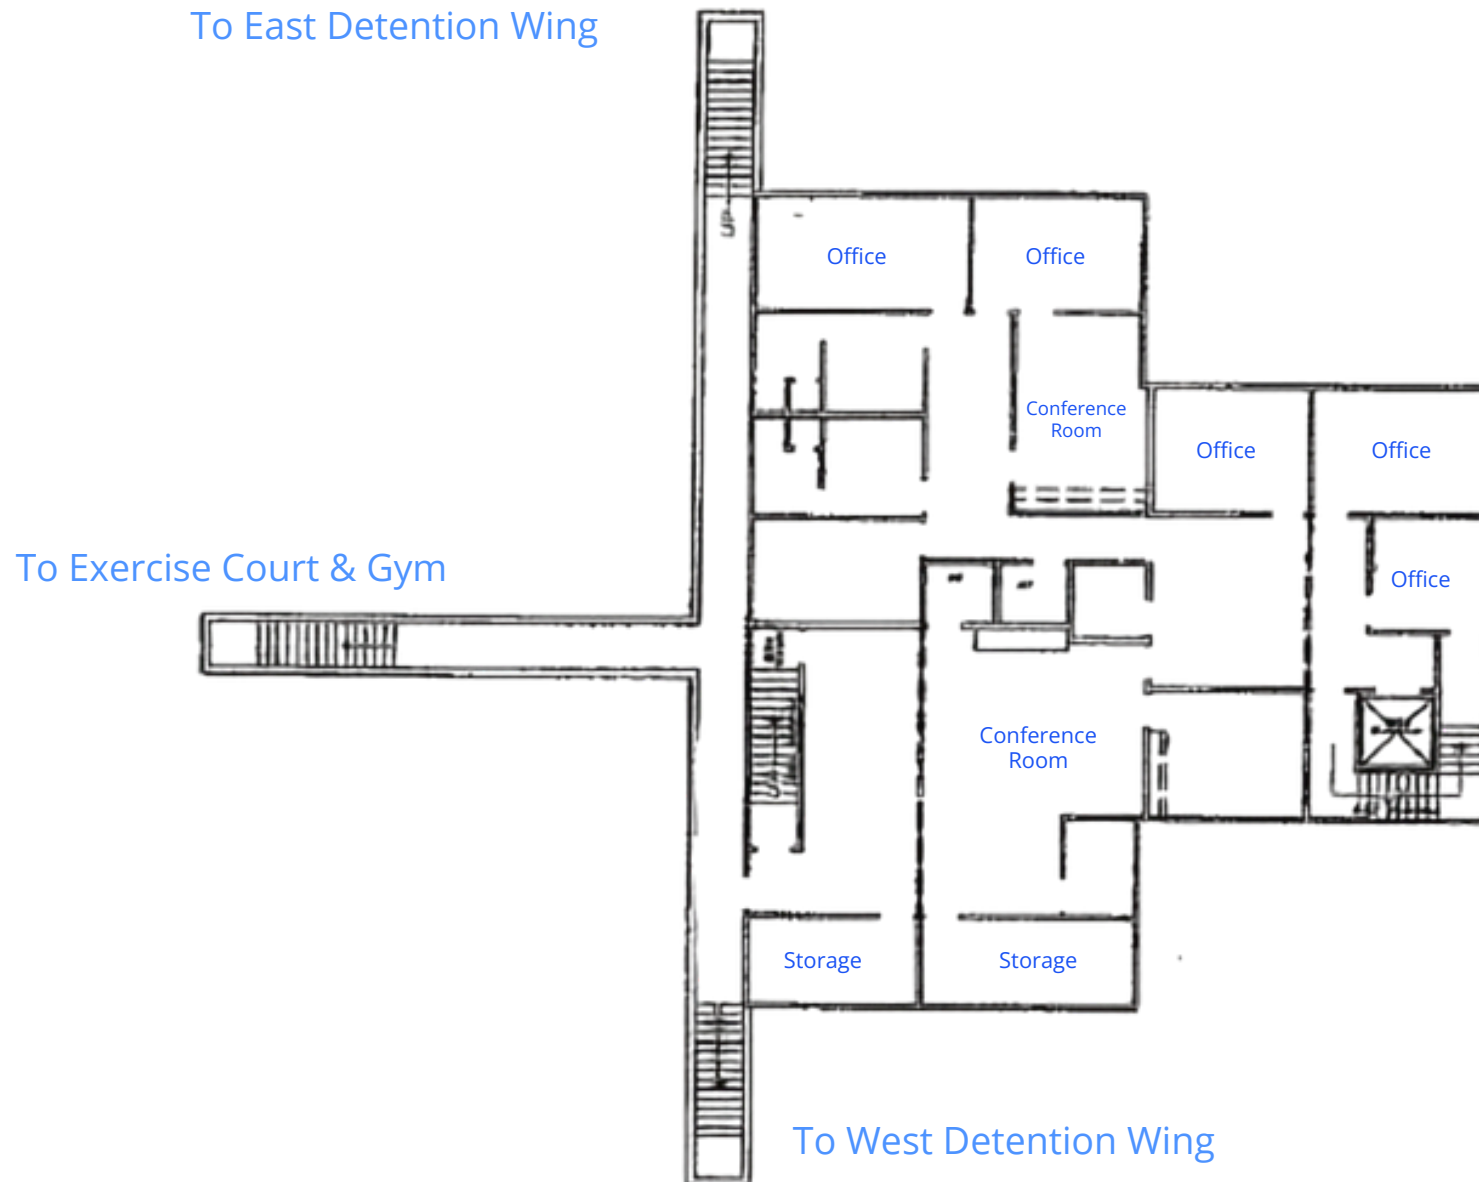 To East Detention Wing
UP
Office
Office
Conference
Room
Office
Office
To Exercise Court & Gym
Office
Conference
Room
Storage
Storage
To West Detention Wing